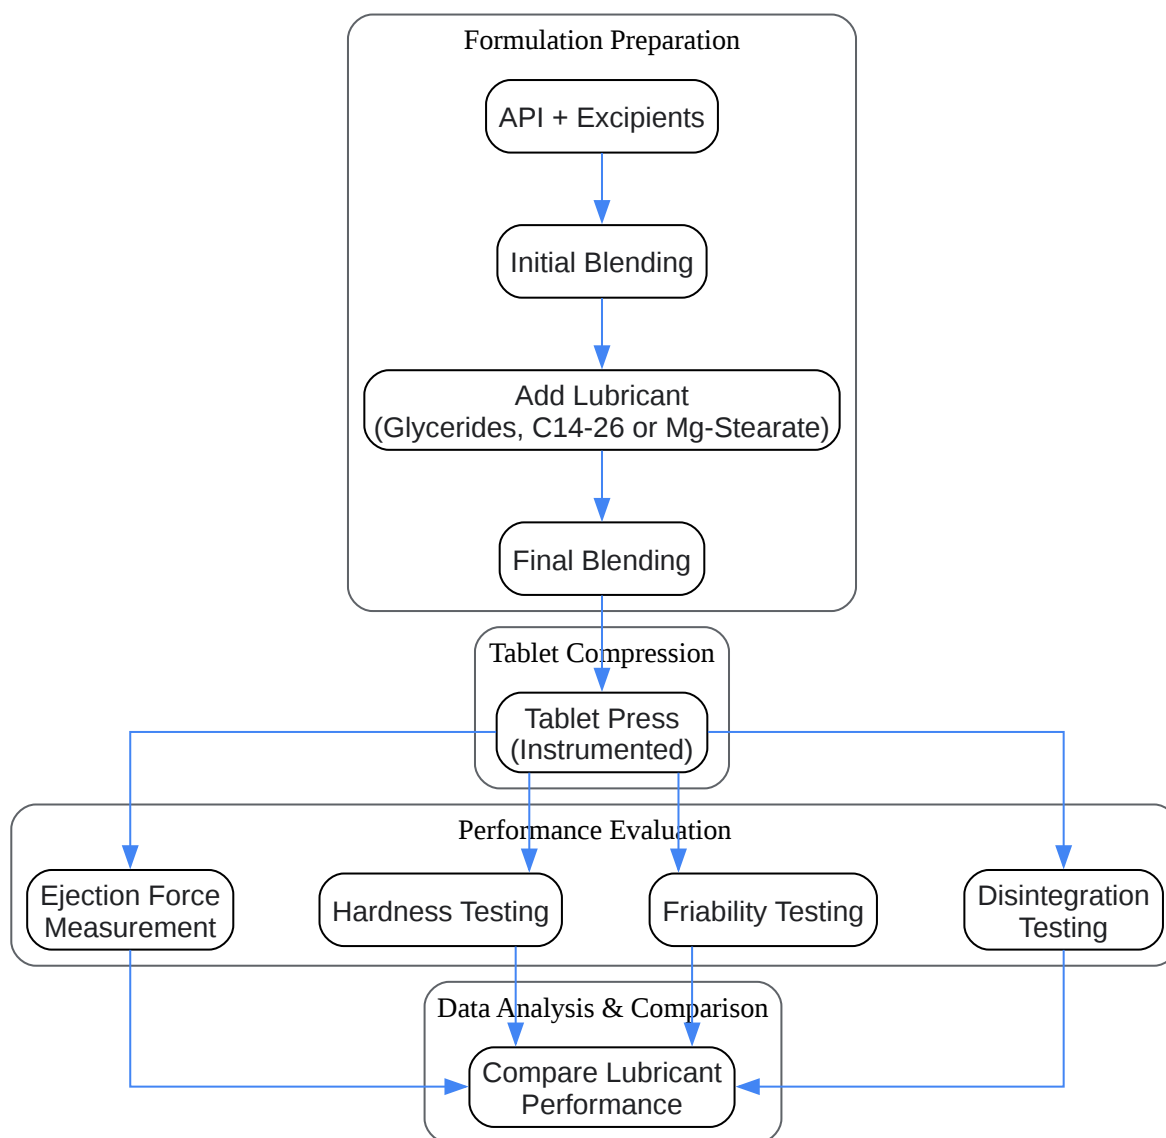 Formulation Preparation
API + Excipients
Initial Blending
Add Lubricant
(Glycerides, C14-26 or Mg-Stearate)
Final Blending
Tablet Compression
Tablet Press
(Instrumented)
Performance Evaluation
Ejection Force
Measurement
Hardness Testing
Friability Testing
Disintegration
Testing
Data Analysis & Comparison
Compare Lubricant
Performance